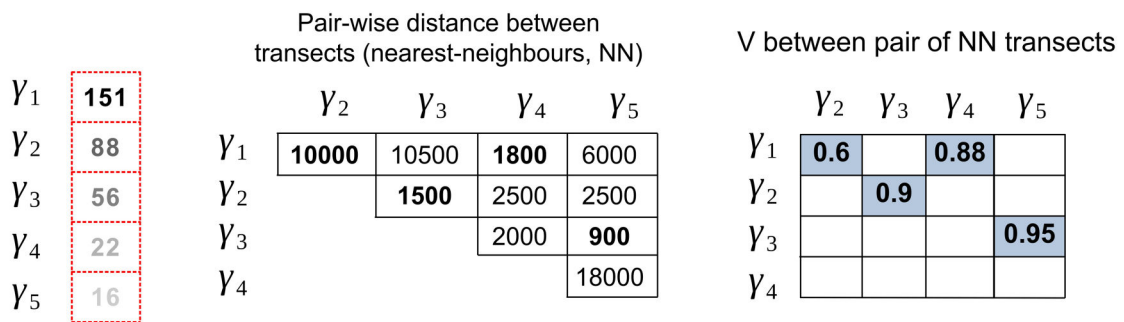 Pair-wise distance between
transects (nearest-neighbours, NN)
V between pair of NN transects
γ1 151
γ2 88
γ3 56
γ4 22
γ5 16
γ2 γ3 γ4 γ5
γ1 10000 10500 1800 6000
γ2 1500 2500 2500
γ3 2000 900
γ4 18000
γ2 γ3 γ4 γ5
γ1 0.6 0.88
γ2 0.9
γ3 0.95
γ4